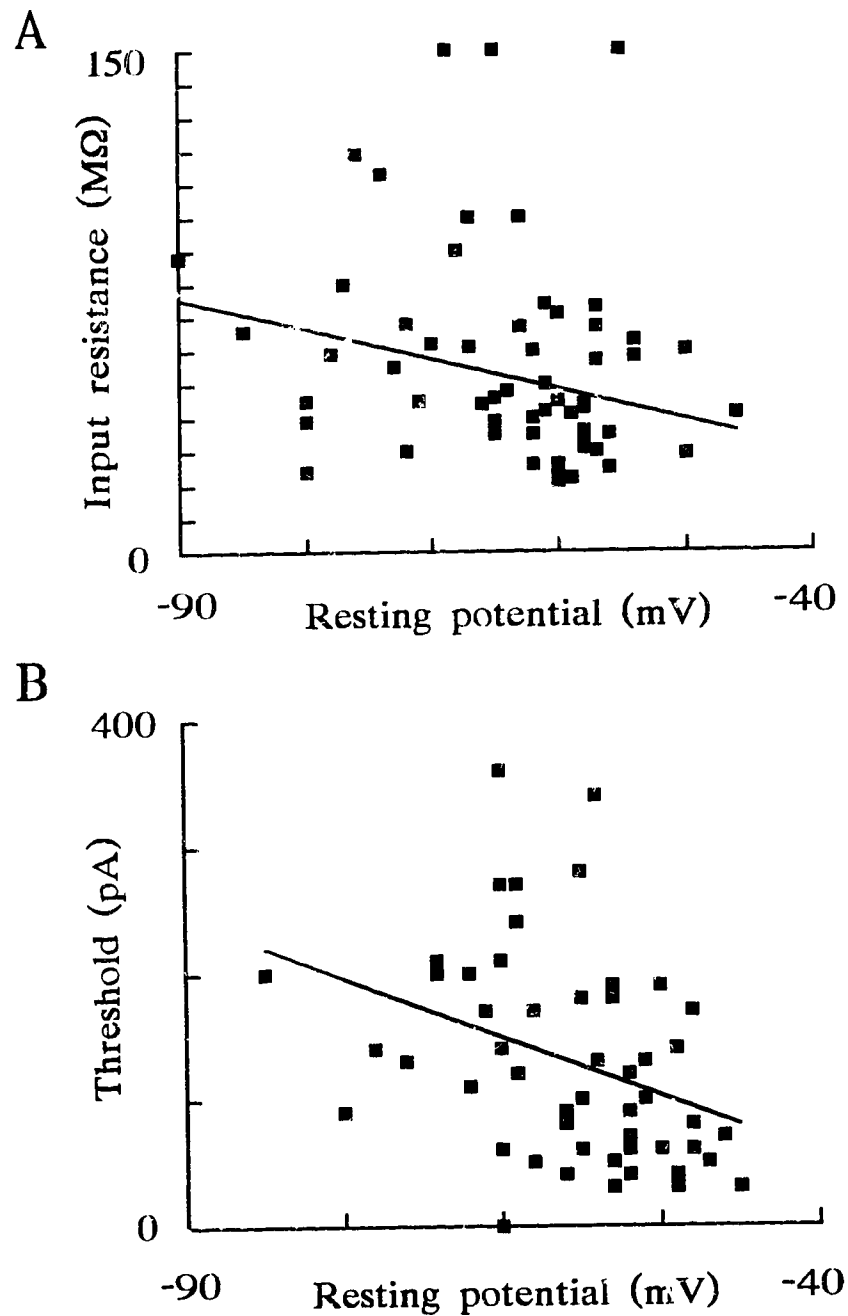 A
150
Input resistance (MΩ)
0
-90
Resting potential (mV)
-40
B
400
Threshold (pA)
0
-90
Resting potential (mV)
-40